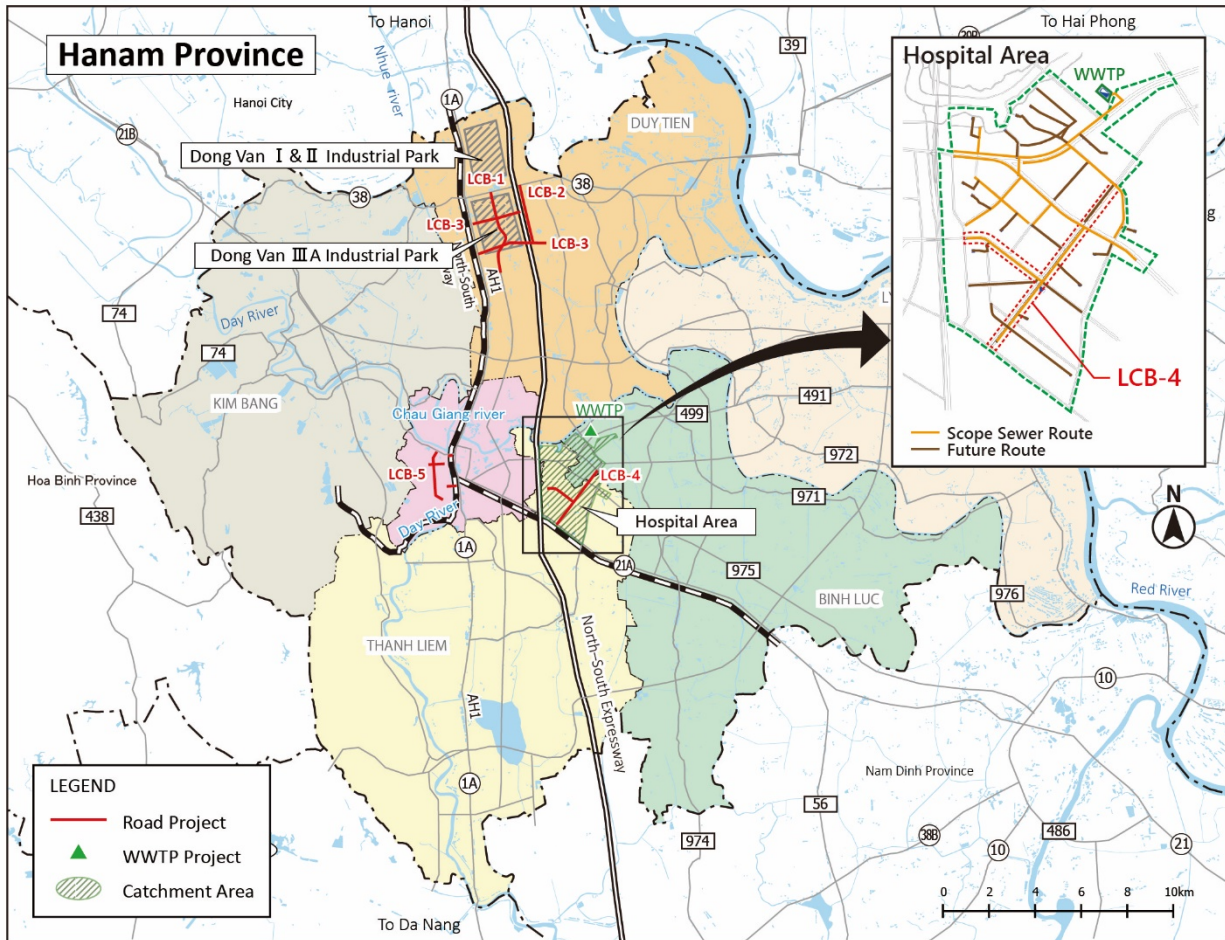 Hanam Province
To Hanoi
To Hai Phong
39
20B
Hospital Area
WWTP
LCB-4
Scope Sewer Route
Future Route
Nhue river
Hanoi City
1A
21B
DUY TIEN
Dong Van Ⅰ & Ⅱ Industrial Park
LCB-1
LCB-2
38
38
LCB-3
LCB-3
Dong Van ⅢA Industrial Park
North-South
AH1
74
Day River
74
KIM BANG
Chau Giang river
WWTP
499
491
972
Hoa Binh Province
LCB-5
LCB-4
971
438
Day River
Hospital Area
N
1A
21A
975
976
Red River
BINH LUC
THANH LIEM
North-South Expressway
AH1
10
1A
Nam Dinh Province
56
38B
486
974
10
21
LEGEND
Road Project
WWTP Project
Catchment Area
0 2 4 6 8 10km
To Da Nang